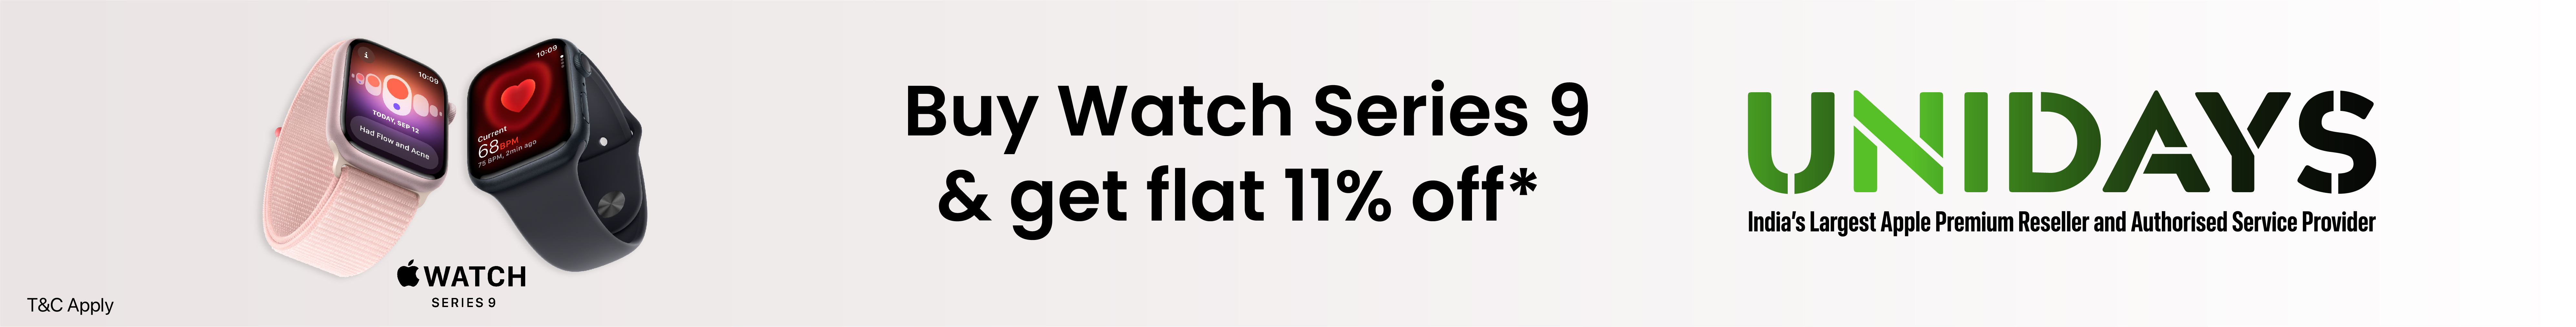 10:09
TODAY, SEP 12
Had Flow and Acne
10:09
Current
68 BPM
75 BPM, 2min ago
WATCH
SERIES 9
T&C Apply
Buy Watch Series 9
& get flat 11% off*
UNIDAYS
India's Largest Apple Premium Reseller and Authorised Service Provider